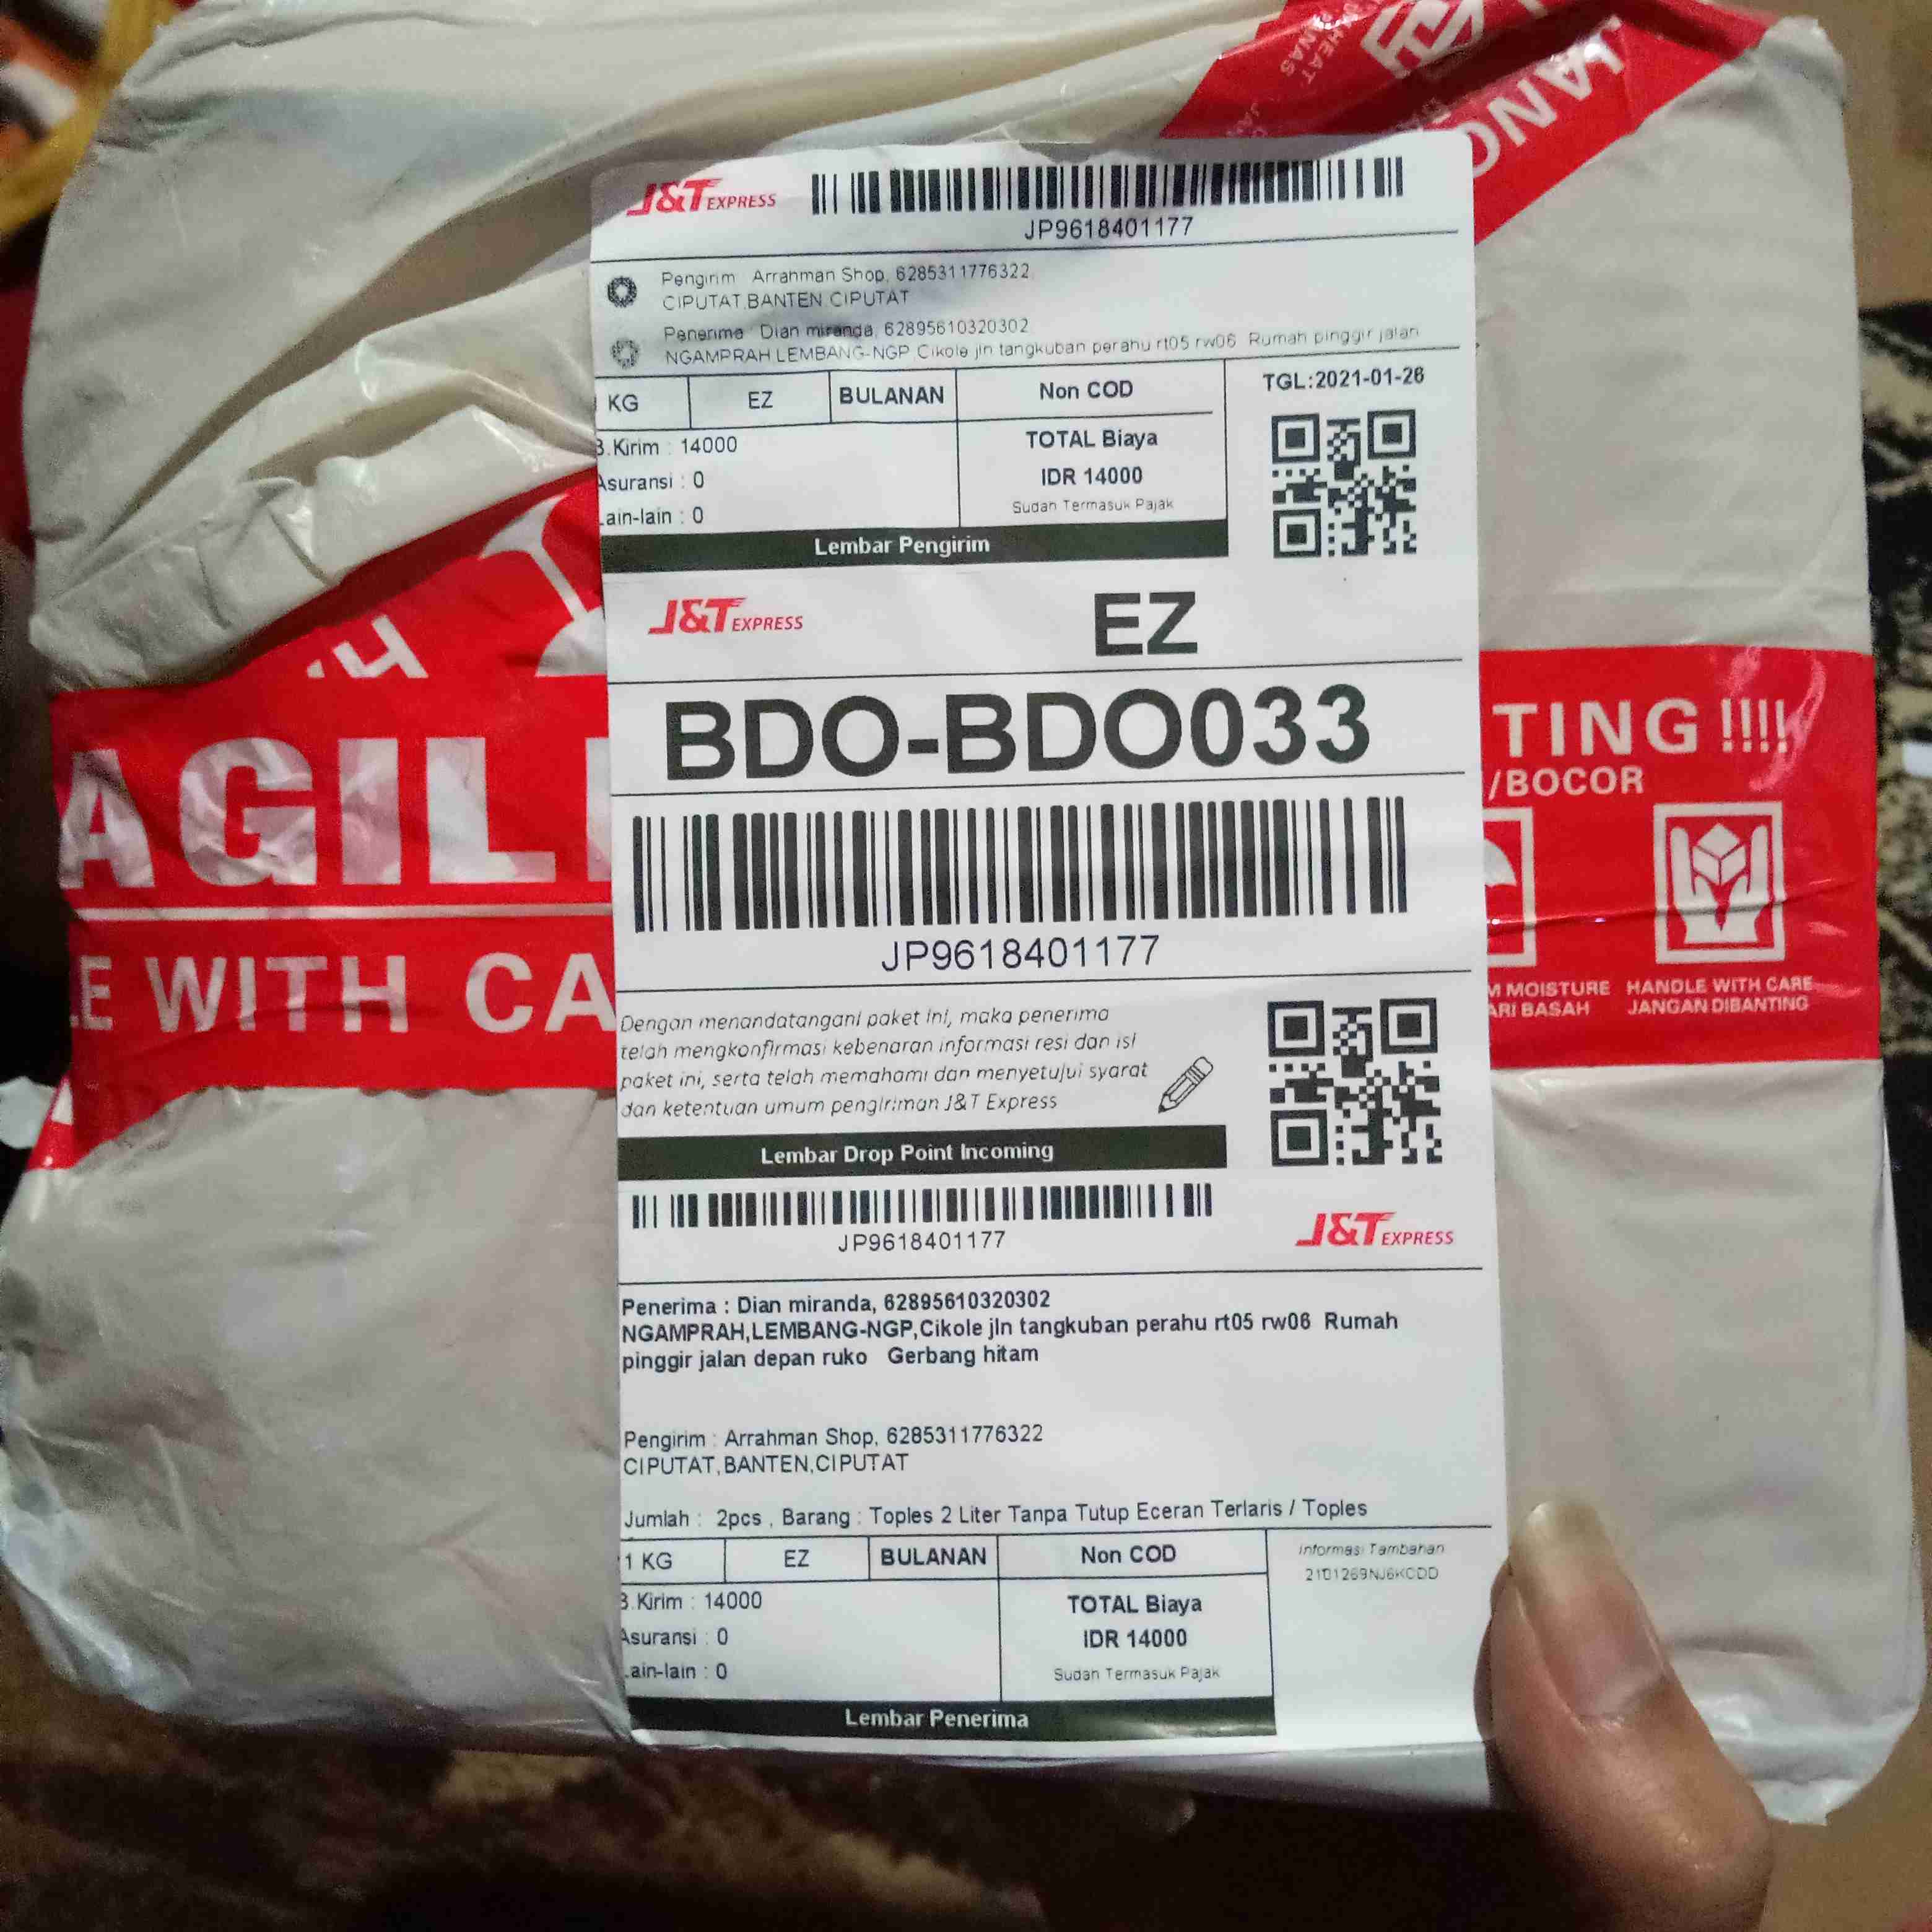 JANG
J&T EXPRESS
JP9618401177
Pengirim Arrahman Shop, 6285311776322
CIPUTAT,BANTEN,CIPUTAT
Penerima Dian miranda, 62895610320302
NGAMPRAH LEMBANG-NGP,Cikole jln tangkuban perahu rt05 rw06 Rumah pinggir jalan
KG EZ BULANAN Non COD TGL:2021-01-26
B.Kirim : 14000
Asuransi : 0
ain-lain : 0
TOTAL Biaya
IDR 14000
Sudah Termasuk Pajak
Lembar Pengirim
J&T EXPRESS EZ
BDO-BDO033
JP9618401177
AGIL
E WITH CA
TING !!!!
/BOCOR
M MOISTURE
ARI BASAH
HANDLE WITH CARE
JANGAN DIBANTING
Dengan menandatangani paket ini, maka penerima
telah mengkonfirmasi kebenaran informasi resi dan isi
paket ini, serta telah memahami dan menyetujui syarat
dan ketentuan umum pengiriman J&T Express
Lembar Drop Point Incoming
JP9618401177
J&T EXPRESS
Penerima : Dian miranda, 62895610320302
NGAMPRAH,LEMBANG-NGP,Cikole jln tangkuban perahu rt05 rw06 Rumah
pinggir jalan depan ruko Gerbang hitam
Pengirim : Arrahman Shop, 6285311776322
CIPUTAT,BANTEN,CIPUTAT
Jumlah : 2pcs , Barang : Toples 2 Liter Tanpa Tutup Eceran Terlaris / Toples
1 KG EZ BULANAN Non COD
Informasi Tambahan
2101269NJ6KCDD
B.Kirim : 14000
Asuransi : 0
ain-lain : 0
TOTAL Biaya
IDR 14000
Sudah Termasuk Pajak
Lembar Penerima